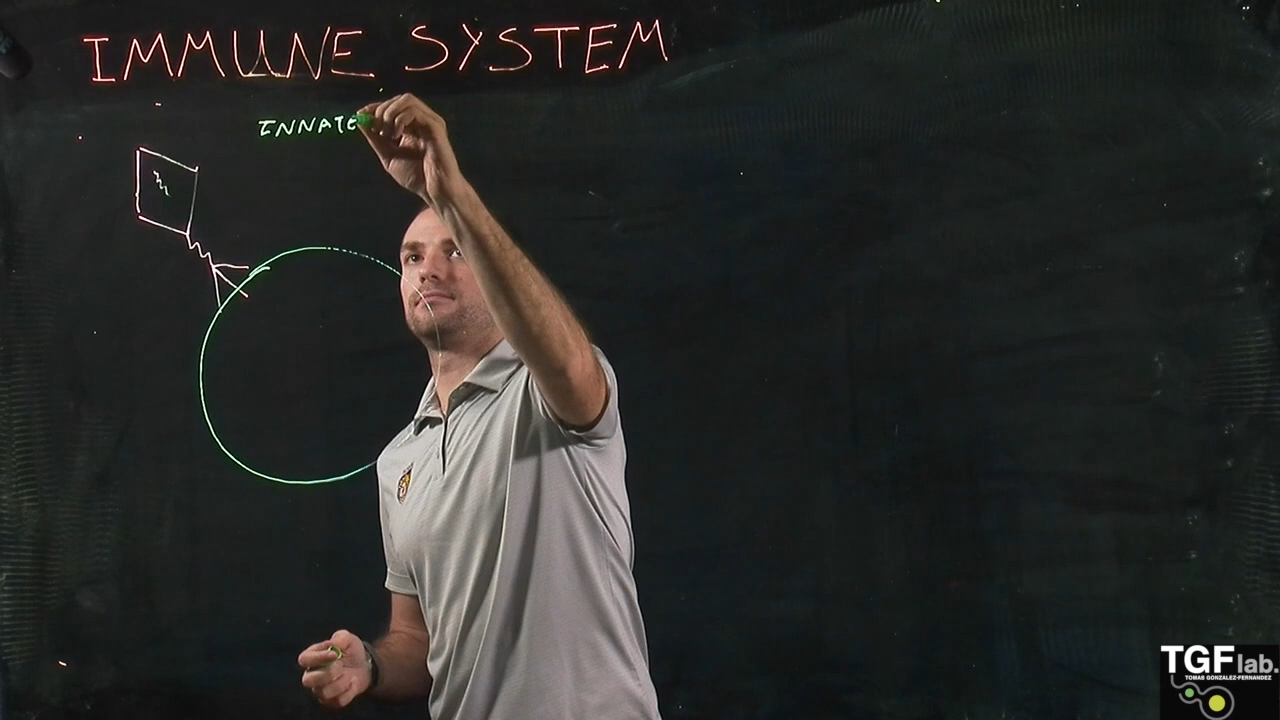 IMMUNE SYSTEM
INNATE
TGF lab.
TOMAS GONZALEZ-FERNANDEZ